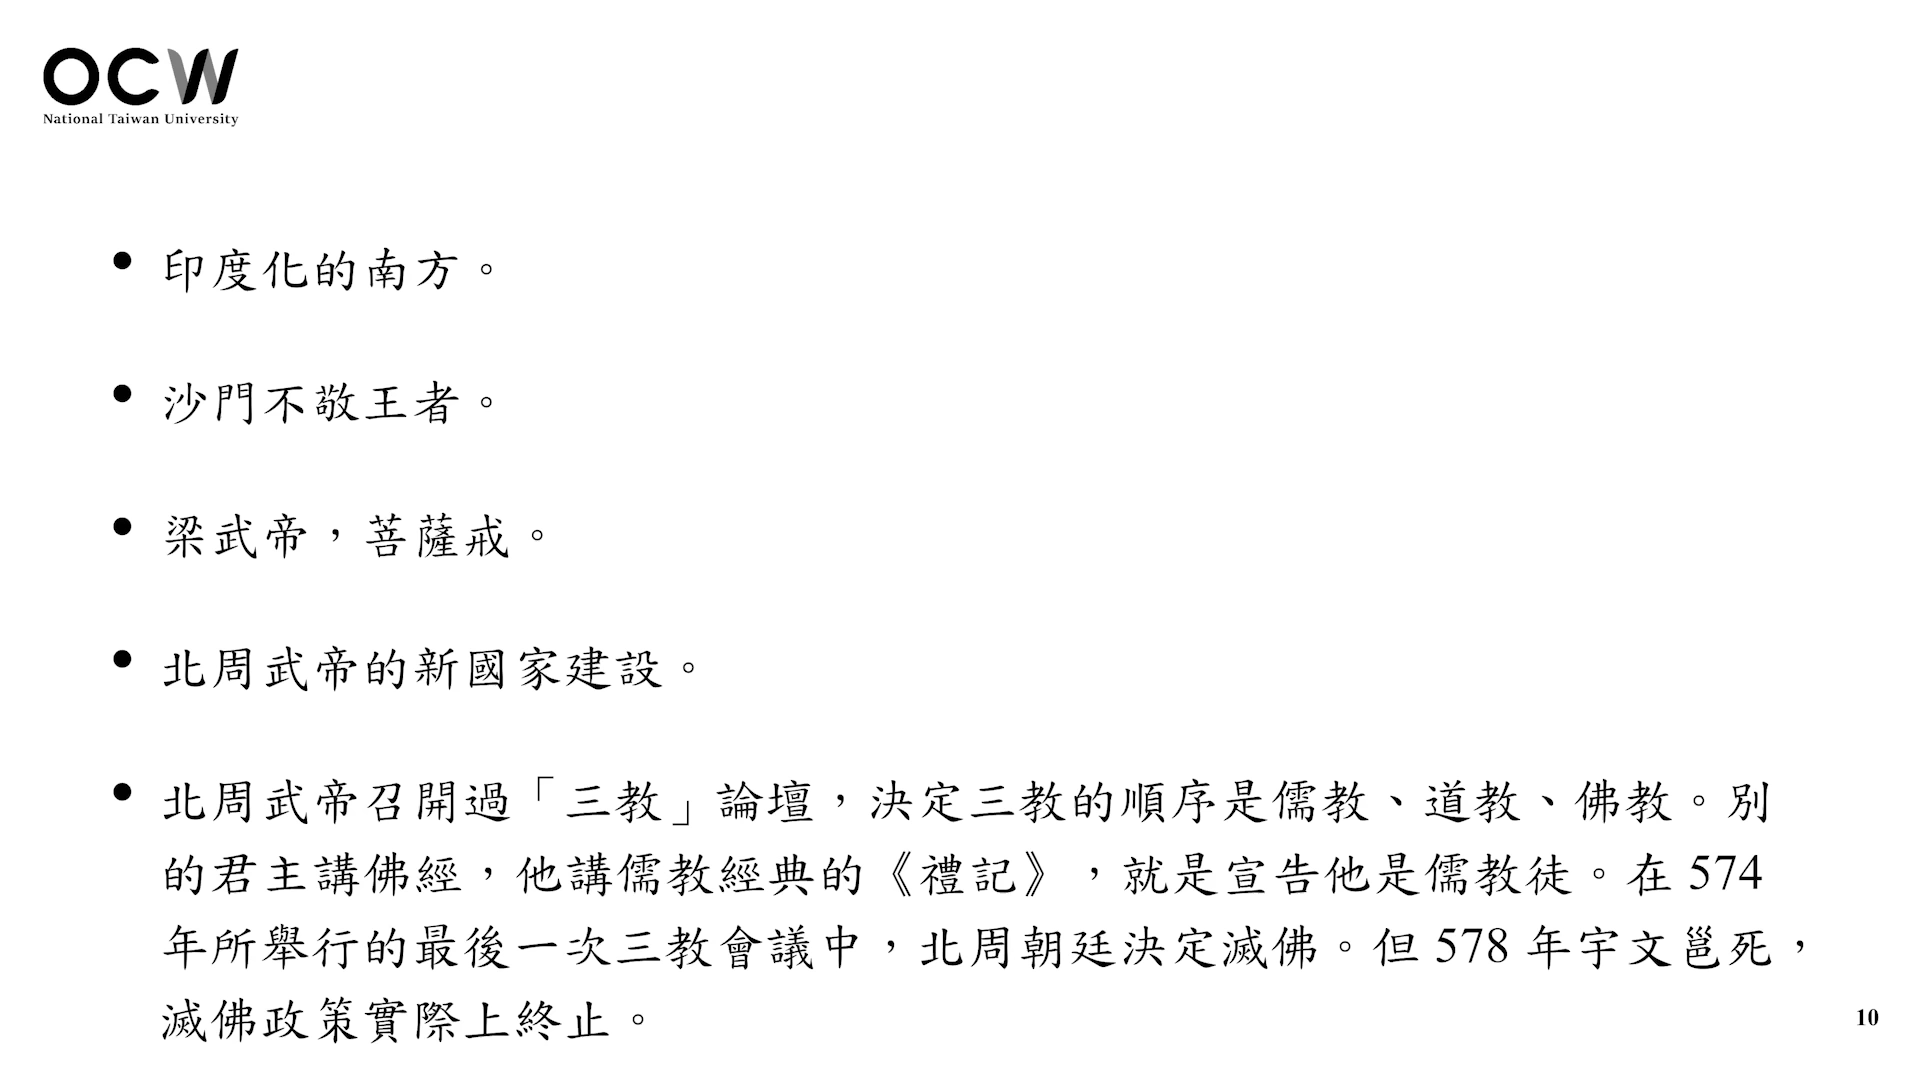 OCW
National Taiwan University
• 印度化的南方。
• 沙門不敬王者。
• 梁武帝，菩薩戒。
• 北周武帝的新國家建設。
• 北周武帝召開過「三教」論壇，決定三教的順序是儒教、道教、佛教。別
的君主講佛經，他講儒教經典的《禮記》，就是宣告他是儒教徒。在 574
年所舉行的最後一次三教會議中，北周朝廷決定滅佛。但 578 年宇文邕死，
滅佛政策實際上終止。
10